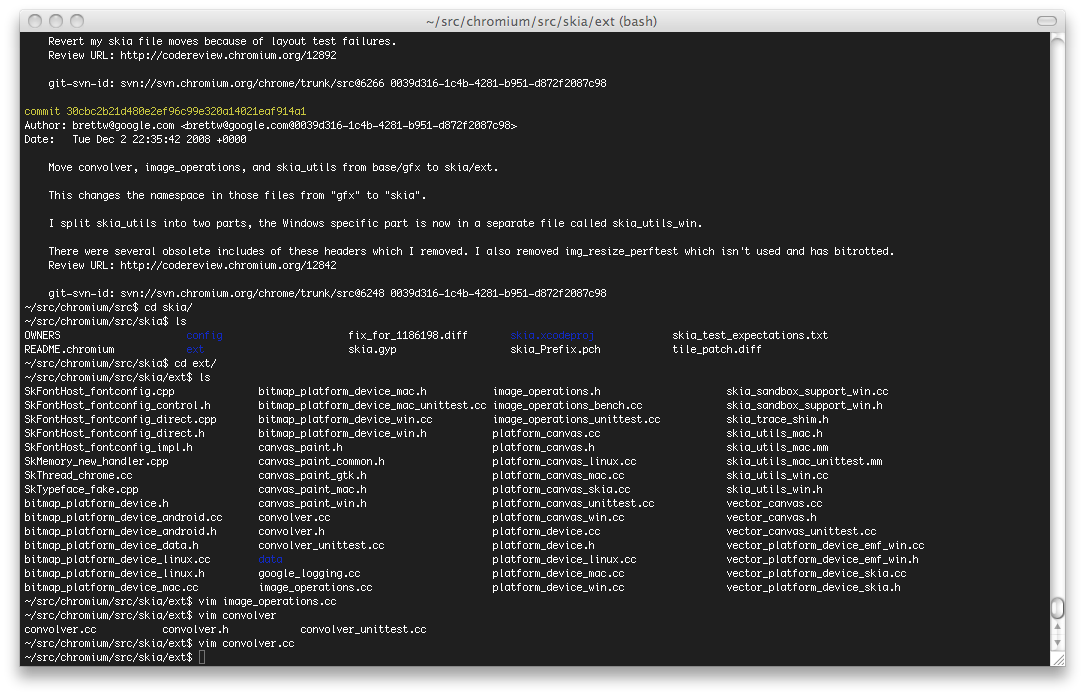 ~/src/chromium/src/skia/ext (bash)
Revert my skia file moves because of layout test failures.
Review URL: http://codereview.chromium.org/12892
git-svn-id: svn://svn.chromium.org/chrome/trunk/src@6266 0039d316-1c4b-4281-b951-d872f2087c98
commit 30cbc2b21d480e2ef96c99e320a14021eaf914a1
Author: brettw@google.com <brettw@google.com@0039d316-1c4b-4281-b951-d872f2087c98>
Date:   Tue Dec 2 22:35:42 2008 +0000
Move convolver, image_operations, and skia_utils from base/gfx to skia/ext.
This changes the namespace in those files from "gfx" to "skia".
I split skia_utils into two parts, the Windows specific part is now in a separate file called skia_utils_win.
There were several obsolete includes of these headers which I removed. I also removed img_resize_perftest which isn't used and has bitrotted.
Review URL: http://codereview.chromium.org/12842
git-svn-id: svn://svn.chromium.org/chrome/trunk/src@6248 0039d316-1c4b-4281-b951-d872f2087c98
~/src/chromium/src$ cd skia/
~/src/chromium/src/skia$ ls
OWNERS config fix_for_1186198.diff skia.xcodeproj skia_test_expectations.txt
README.chromium ext skia.gyp skia_Prefix.pch tile_patch.diff
~/src/chromium/src/skia$ cd ext/
~/src/chromium/src/skia/ext$ ls
SkFontHost_fontconfig.cpp bitmap_platform_device_mac.h image_operations.h skia_sandbox_support_win.cc
SkFontHost_fontconfig_control.h bitmap_platform_device_mac_unittest.cc image_operations_bench.cc skia_sandbox_support_win.h
SkFontHost_fontconfig_direct.cpp bitmap_platform_device_win.cc image_operations_unittest.cc skia_trace_shim.h
SkFontHost_fontconfig_direct.h bitmap_platform_device_win.h platform_canvas.cc skia_utils_mac.h
SkFontHost_fontconfig_impl.h canvas_paint.h platform_canvas.h skia_utils_mac.mm
SkMemory_new_handler.cpp canvas_paint_common.h platform_canvas_linux.cc skia_utils_mac_unittest.mm
SkThread_chrome.cc canvas_paint_gtk.h platform_canvas_mac.cc skia_utils_win.cc
SkTypeface_fake.cpp canvas_paint_mac.h platform_canvas_skia.cc skia_utils_win.h
bitmap_platform_device.h canvas_paint_win.h platform_canvas_unittest.cc vector_canvas.cc
bitmap_platform_device_android.cc convolver.cc platform_canvas_win.cc vector_canvas.h
bitmap_platform_device_android.h convolver.h platform_device.cc vector_canvas_unittest.cc
bitmap_platform_device_data.h convolver_unittest.cc platform_device.h vector_platform_device_emf_win.cc
bitmap_platform_device_linux.cc data platform_device_linux.cc vector_platform_device_emf_win.h
bitmap_platform_device_linux.h google_logging.cc platform_device_mac.cc vector_platform_device_skia.cc
bitmap_platform_device_mac.cc image_operations.cc platform_device_win.cc vector_platform_device_skia.h
~/src/chromium/src/skia/ext$ vim image_operations.cc
~/src/chromium/src/skia/ext$ vim convolver
convolver.cc convolver.h convolver_unittest.cc
~/src/chromium/src/skia/ext$ vim convolver.cc
~/src/chromium/src/skia/ext$